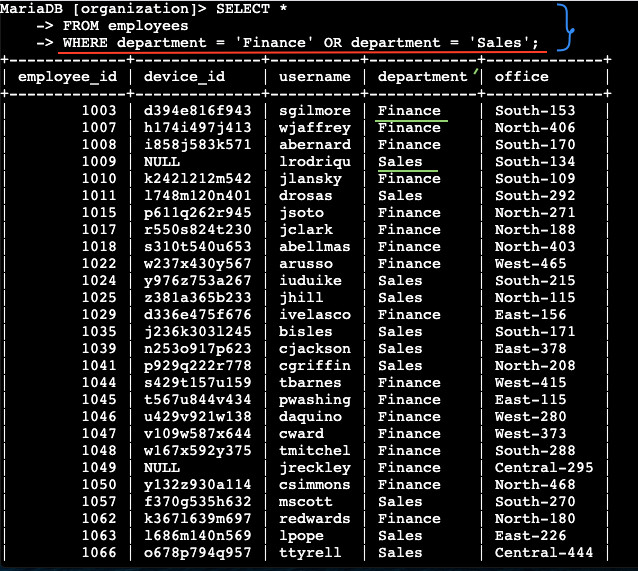 MariaDB [organization]> SELECT *
-> FROM employees
-> WHERE department = 'Finance' OR department = 'Sales';
+-------------+--------------+----------+------------+-------------+
| employee_id | device_id | username | department | office |
+-------------+--------------+----------+------------+-------------+
| 1003 | d394e816f943 | sgilmore | Finance | South-153 |
| 1007 | h174i497j413 | wjaffrey | Finance | North-406 |
| 1008 | i858j583k571 | abernard | Finance | South-170 |
| 1009 | NULL | lrodriqu | Sales | South-134 |
| 1010 | k242l212m542 | jlansky | Finance | South-109 |
| 1011 | l748m120n401 | drosas | Sales | South-292 |
| 1015 | p611q262r945 | jsoto | Finance | North-271 |
| 1017 | r550s824t230 | jclark | Finance | North-188 |
| 1018 | s310t540u653 | abellmas | Finance | North-403 |
| 1022 | w237x430y567 | arusso | Finance | West-465 |
| 1024 | y976z753a267 | iuduike | Sales | South-215 |
| 1025 | z381a365b233 | jhill | Sales | North-115 |
| 1029 | d336e475f676 | ivelasco | Finance | East-156 |
| 1035 | j236k303l245 | bisles | Sales | South-171 |
| 1039 | n253o917p623 | cjackson | Sales | East-378 |
| 1041 | p929q222r778 | cgriffin | Sales | North-208 |
| 1044 | s429t157u159 | tbarnes | Finance | West-415 |
| 1045 | t567u844v434 | pwashing | Finance | East-115 |
| 1046 | u429v921w138 | daquino | Finance | West-280 |
| 1047 | v109w587x644 | cward | Finance | West-373 |
| 1048 | w167x592y375 | tmitchel | Finance | South-288 |
| 1049 | NULL | jreckley | Finance | Central-295 |
| 1050 | y132z930a114 | csimmons | Finance | North-468 |
| 1057 | f370g535h632 | mscott | Sales | South-270 |
| 1062 | k367l639m697 | redwards | Finance | North-180 |
| 1063 | l686m140n569 | lpope | Sales | East-226 |
| 1066 | o678p794q957 | ttyrell | Sales | Central-444 |